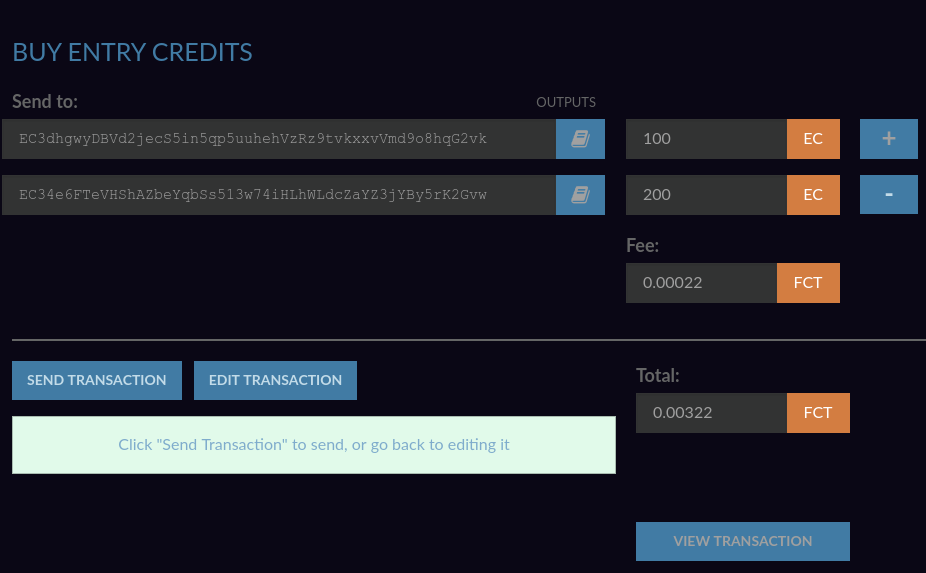 BUY ENTRY CREDITS
Send to: OUTPUTS
EC3dhgwyDBVd2jecS5in5qp5uuhehVzRz9tvkxxvVmd9o8hqG2vk 100 EC +
EC34e6FTeVHShAZbeYqbSs5l3w74iHLhWLdcZaYZ3jYBy5rK2Gvw 200 EC -
Fee:
0.00022 FCT
SEND TRANSACTION EDIT TRANSACTION
Total:
0.00322 FCT
Click "Send Transaction" to send, or go back to editing it
VIEW TRANSACTION